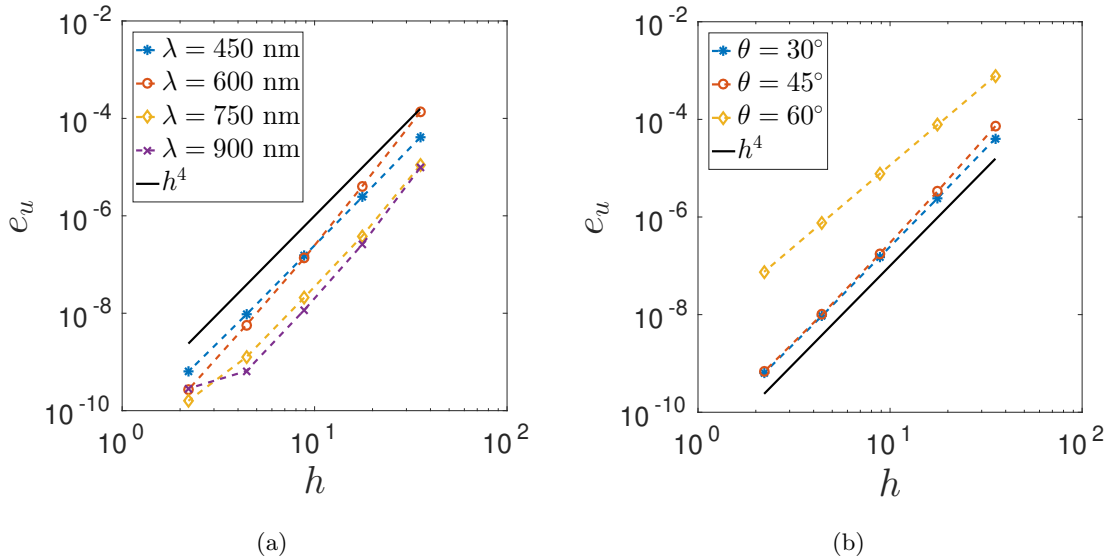 10^-2
10^-4
10^-6
10^-8
10^-10
e_u
λ = 450 nm
λ = 600 nm
λ = 750 nm
λ = 900 nm
h^4
10^0
10^1
10^2
h
(a)
10^-2
10^-4
10^-6
10^-8
10^-10
e_u
θ = 30°
θ = 45°
θ = 60°
h^4
10^0
10^1
10^2
h
(b)